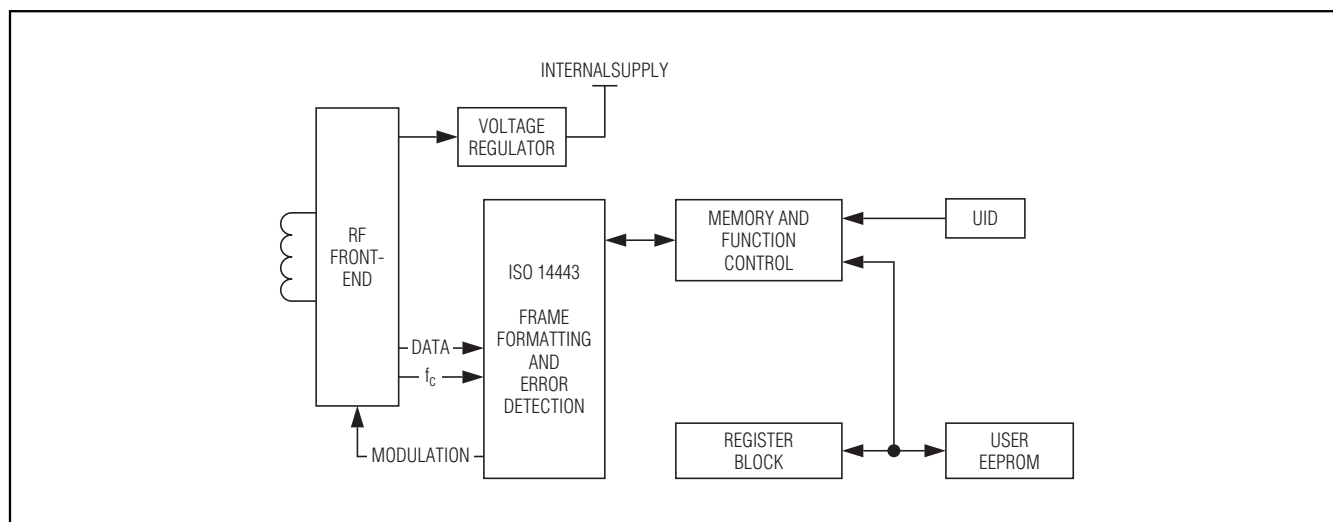 INTERNALSUPPLY
VOLTAGE
REGULATOR
RF
FRONT-
END
ISO 14443
FRAME
FORMATTING
AND
ERROR
DETECTION
MEMORY AND
FUNCTION
CONTROL
UID
DATA
fC
MODULATION
REGISTER
BLOCK
USER
EEPROM